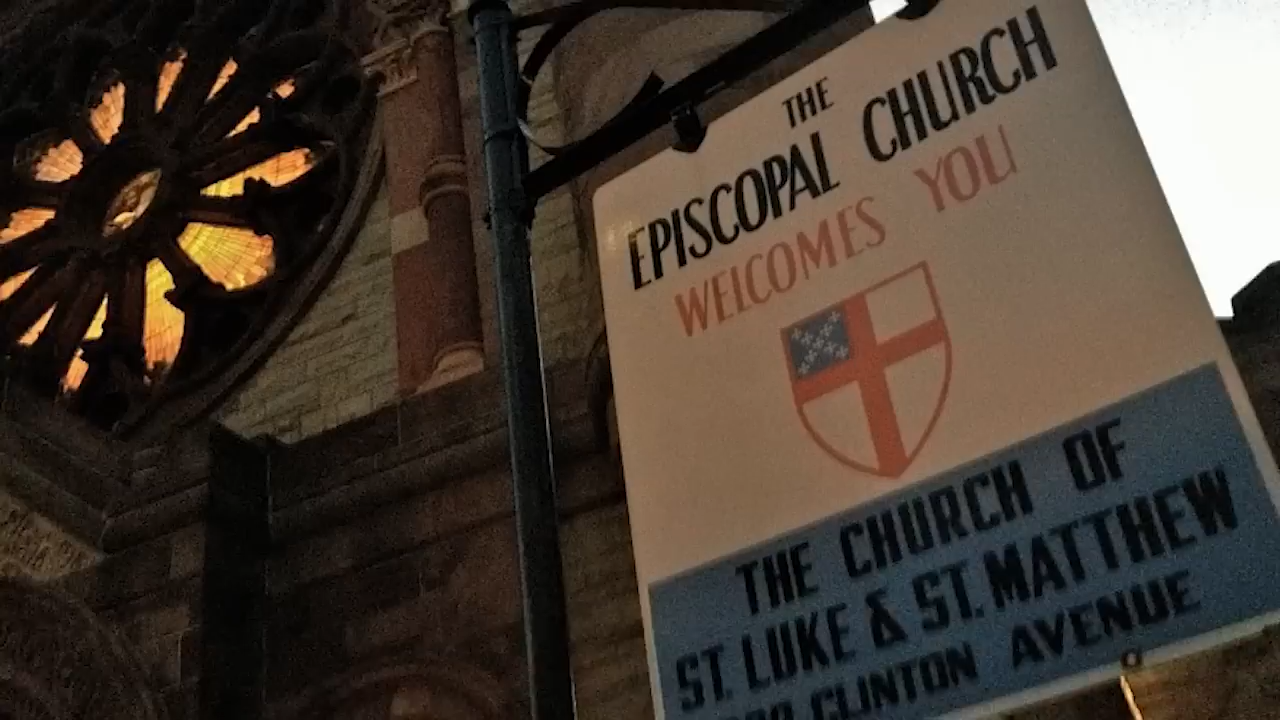 THE
EPISCOPAL CHURCH
WELCOMES YOU
THE CHURCH OF
ST. LUKE & ST. MATTHEW
CLINTON AVENUE